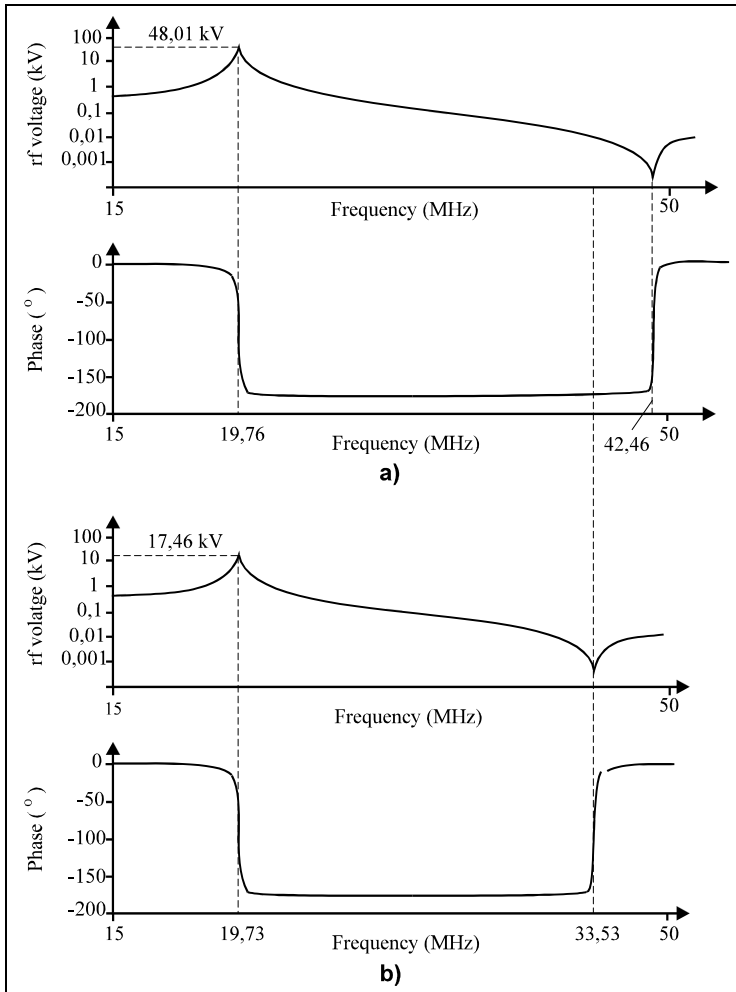 48,01 kV
100
10
1
0,1
0,01
0,001
rf voltage (kV)
15
Frequency (MHz)
50
0
-50
-100
-150
-200
Phase ( o )
15
19,76
Frequency (MHz)
50
42,46
a)
17,46 kV
100
10
1
0,1
0,01
0,001
rf volatge (kV)
15
Frequency (MHz)
50
0
-50
-100
-150
-200
Phase ( o )
15
19,73
Frequency (MHz)
33,53
50
b)